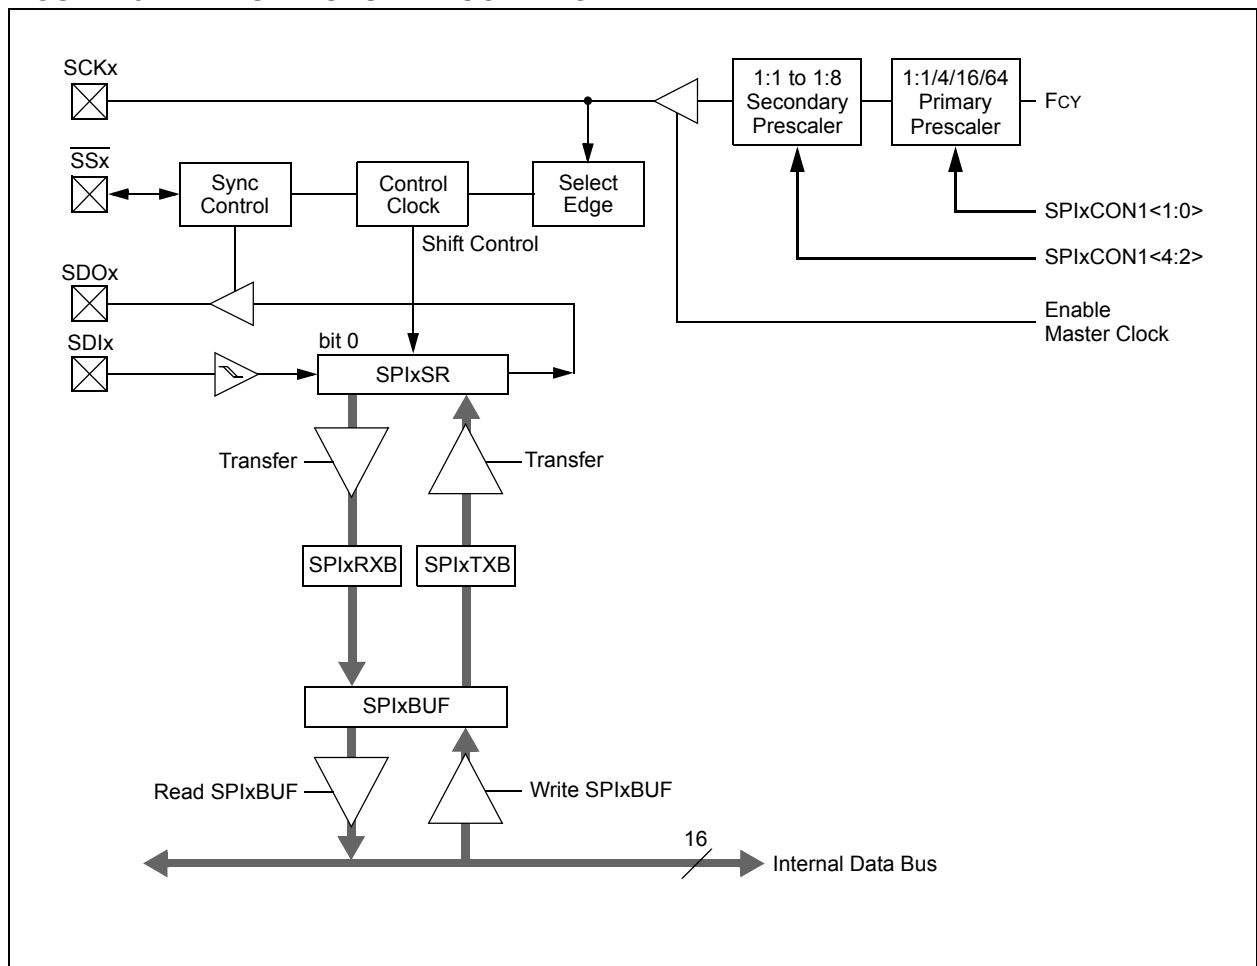 SCKx
1:1 to 1:8
Secondary
Prescaler
1:1/4/16/64
Primary
Prescaler
FCY
SSx
Sync
Control
Control
Clock
Select
Edge
SPIxCON1<1:0>
Shift Control
SPIxCON1<4:2>
SDOx
Enable
Master Clock
SDIx
bit 0
SPIxSR
Transfer
Transfer
SPIxRXB
SPIxTXB
SPIxBUF
Read SPIxBUF
Write SPIxBUF
16
Internal Data Bus